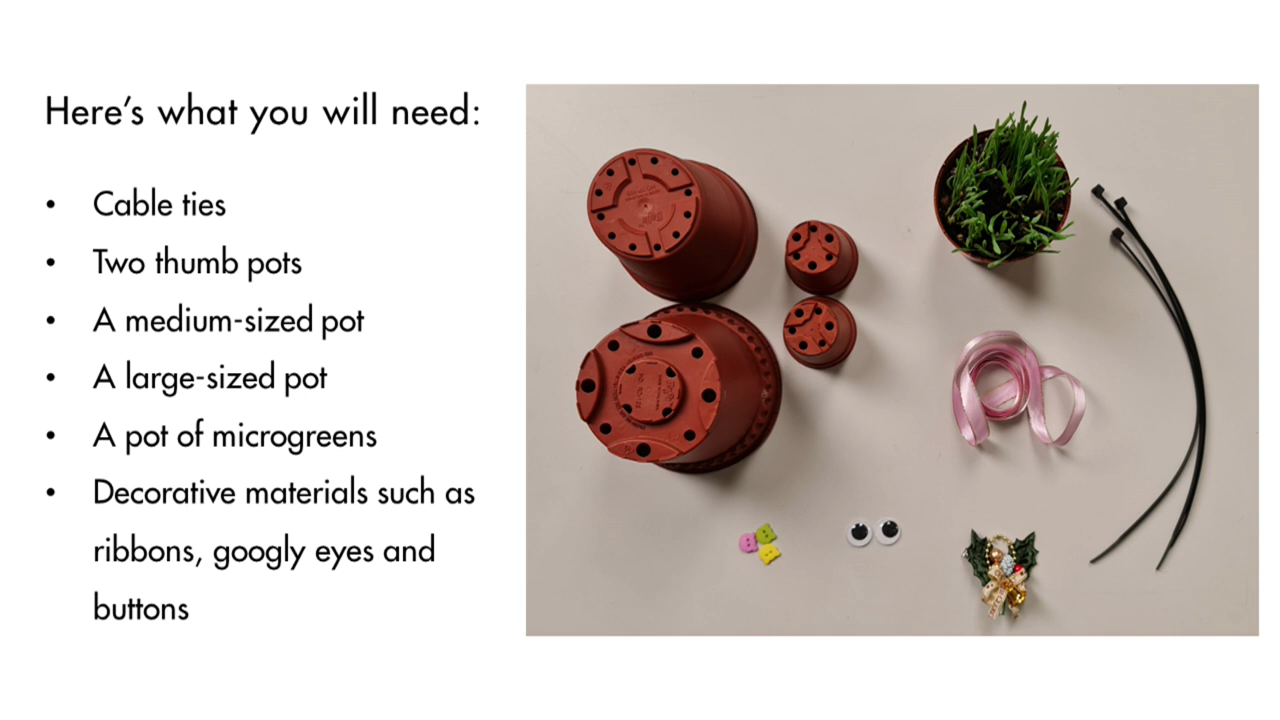 Here's what you will need:
• Cable ties
• Two thumb pots
• A medium-sized pot
• A large-sized pot
• A pot of microgreens
• Decorative materials such as
ribbons, googly eyes and
buttons